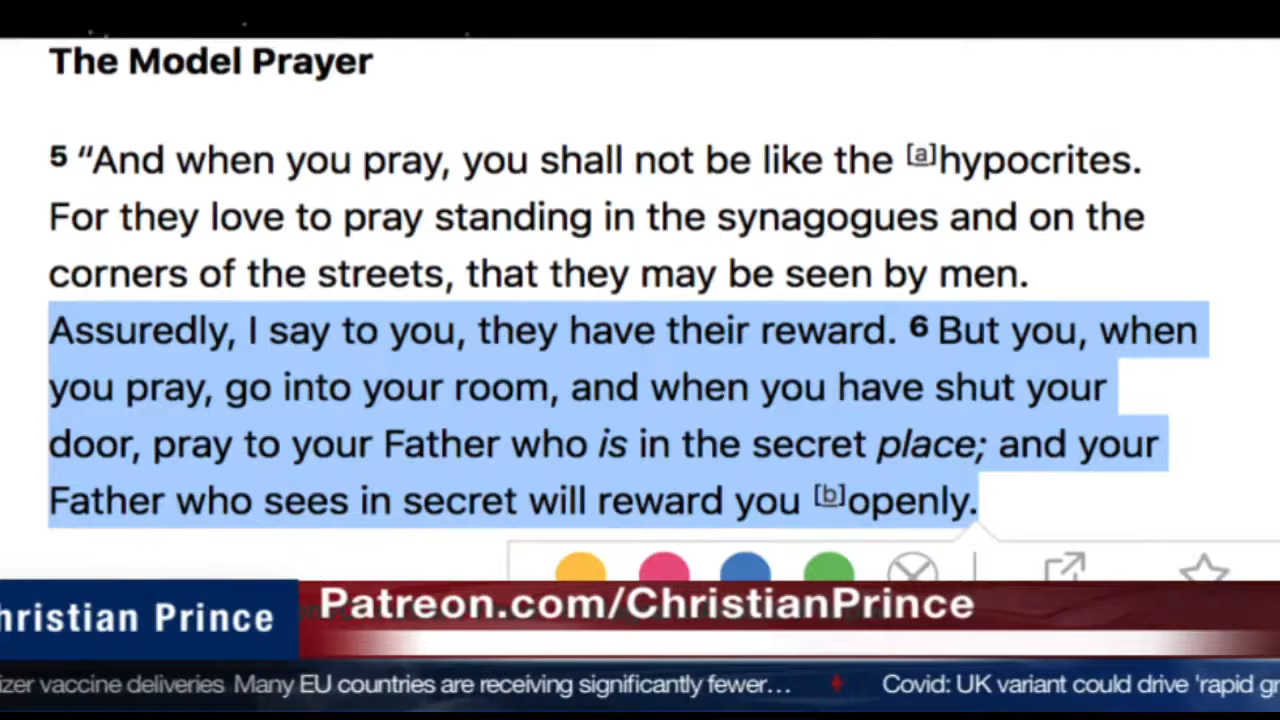 The Model Prayer
5 “And when you pray, you shall not be like the [a]hypocrites.
For they love to pray standing in the synagogues and on the
corners of the streets, that they may be seen by men.
Assuredly, I say to you, they have their reward. 6 But you, when
you pray, go into your room, and when you have shut your
door, pray to your Father who is in the secret place; and your
Father who sees in secret will reward you [b]openly.
hristian Prince
Patreon.com/ChristianPrince
izer vaccine deliveries Many EU countries are receiving significantly fewer... Covid: UK variant could drive 'rapid gr